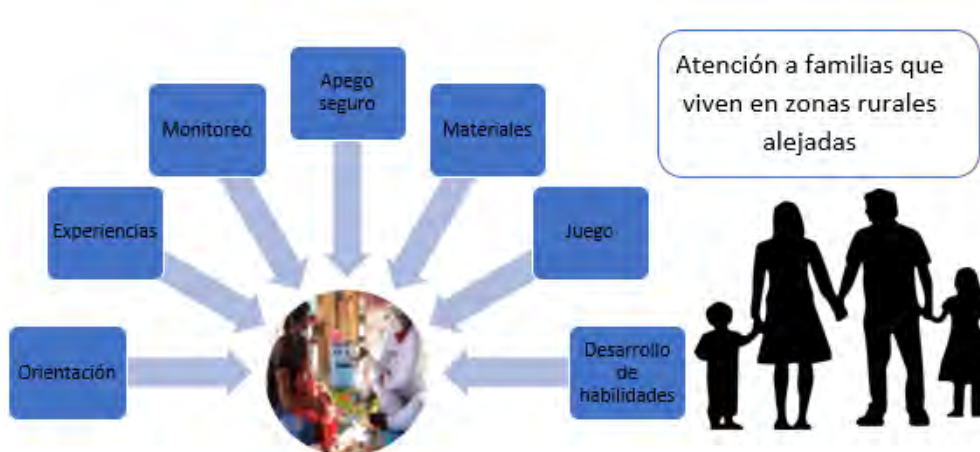 Apego
seguro
Monitoreo
Materiales
Experiencias
Juego
Orientación
Desarrollo
de
habilidades
Atención a familias que
viven en zonas rurales
alejadas